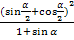 (sin α/2 + cos α/2)²
1 + sin α